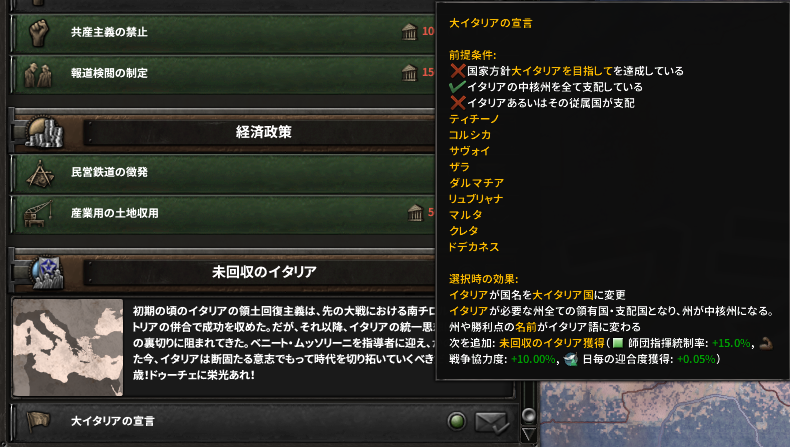 共産主義の禁止
10
報道検閲の制定
15
経済政策
民営鉄道の徴発
産業用の土地収用
5
未回収のイタリア
初期の頃のイタリアの領土回復主義は、先の大戦における南チロ
トリアの併合で成功を収めた。だが、それ以降、イタリアの統一思
の裏切りに阻まれてきた。ベニート・ムッソリーニを指導者に迎え、
た今、イタリアは断固たる意志でもって時代を切り拓いていくべき
歳！ドゥーチェに栄光あれ！
大イタリアの宣言
大イタリアの宣言
前提条件:
国家方針大イタリアを目指してを達成している
イタリアの中核州を全て支配している
イタリアあるいはその従属国が支配
ティチーノ
コルシカ
サヴォイ
ザラ
ダルマチア
リュブリャナ
マルタ
クレタ
ドデカネス
選択時の効果:
イタリアが国名を大イタリア国に変更
イタリアが必要な州全ての領有国・支配国となり、州が中核州になる。
州や勝利点の名前がイタリア語に変わる
次を追加: 未回収のイタリア獲得( 師団指揮統制率: +15.0%,
戦争協力度: +10.00%, 日毎の迎合度獲得: +0.05%)